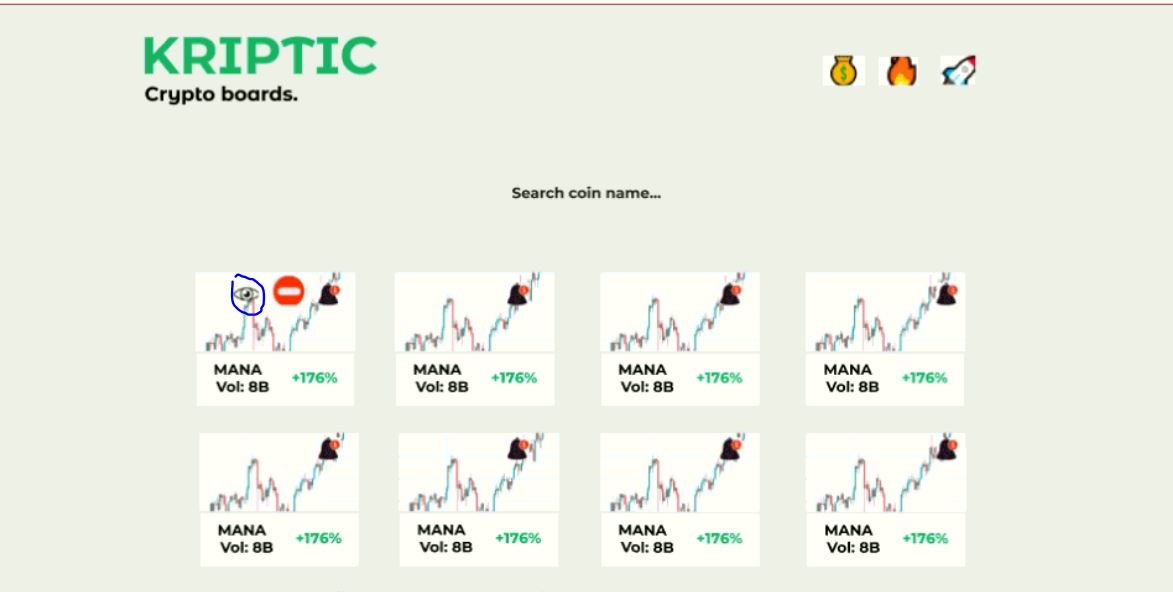 KRIPTIC
Crypto boards.
Search coin name...
MANA
Vol: 8B
+176%
MANA
Vol: 8B
+176%
MANA
Vol: 8B
+176%
MANA
Vol: 8B
+176%
MANA
Vol: 8B
+176%
MANA
Vol: 8B
+176%
MANA
Vol: 8B
+176%
MANA
Vol: 8B
+176%